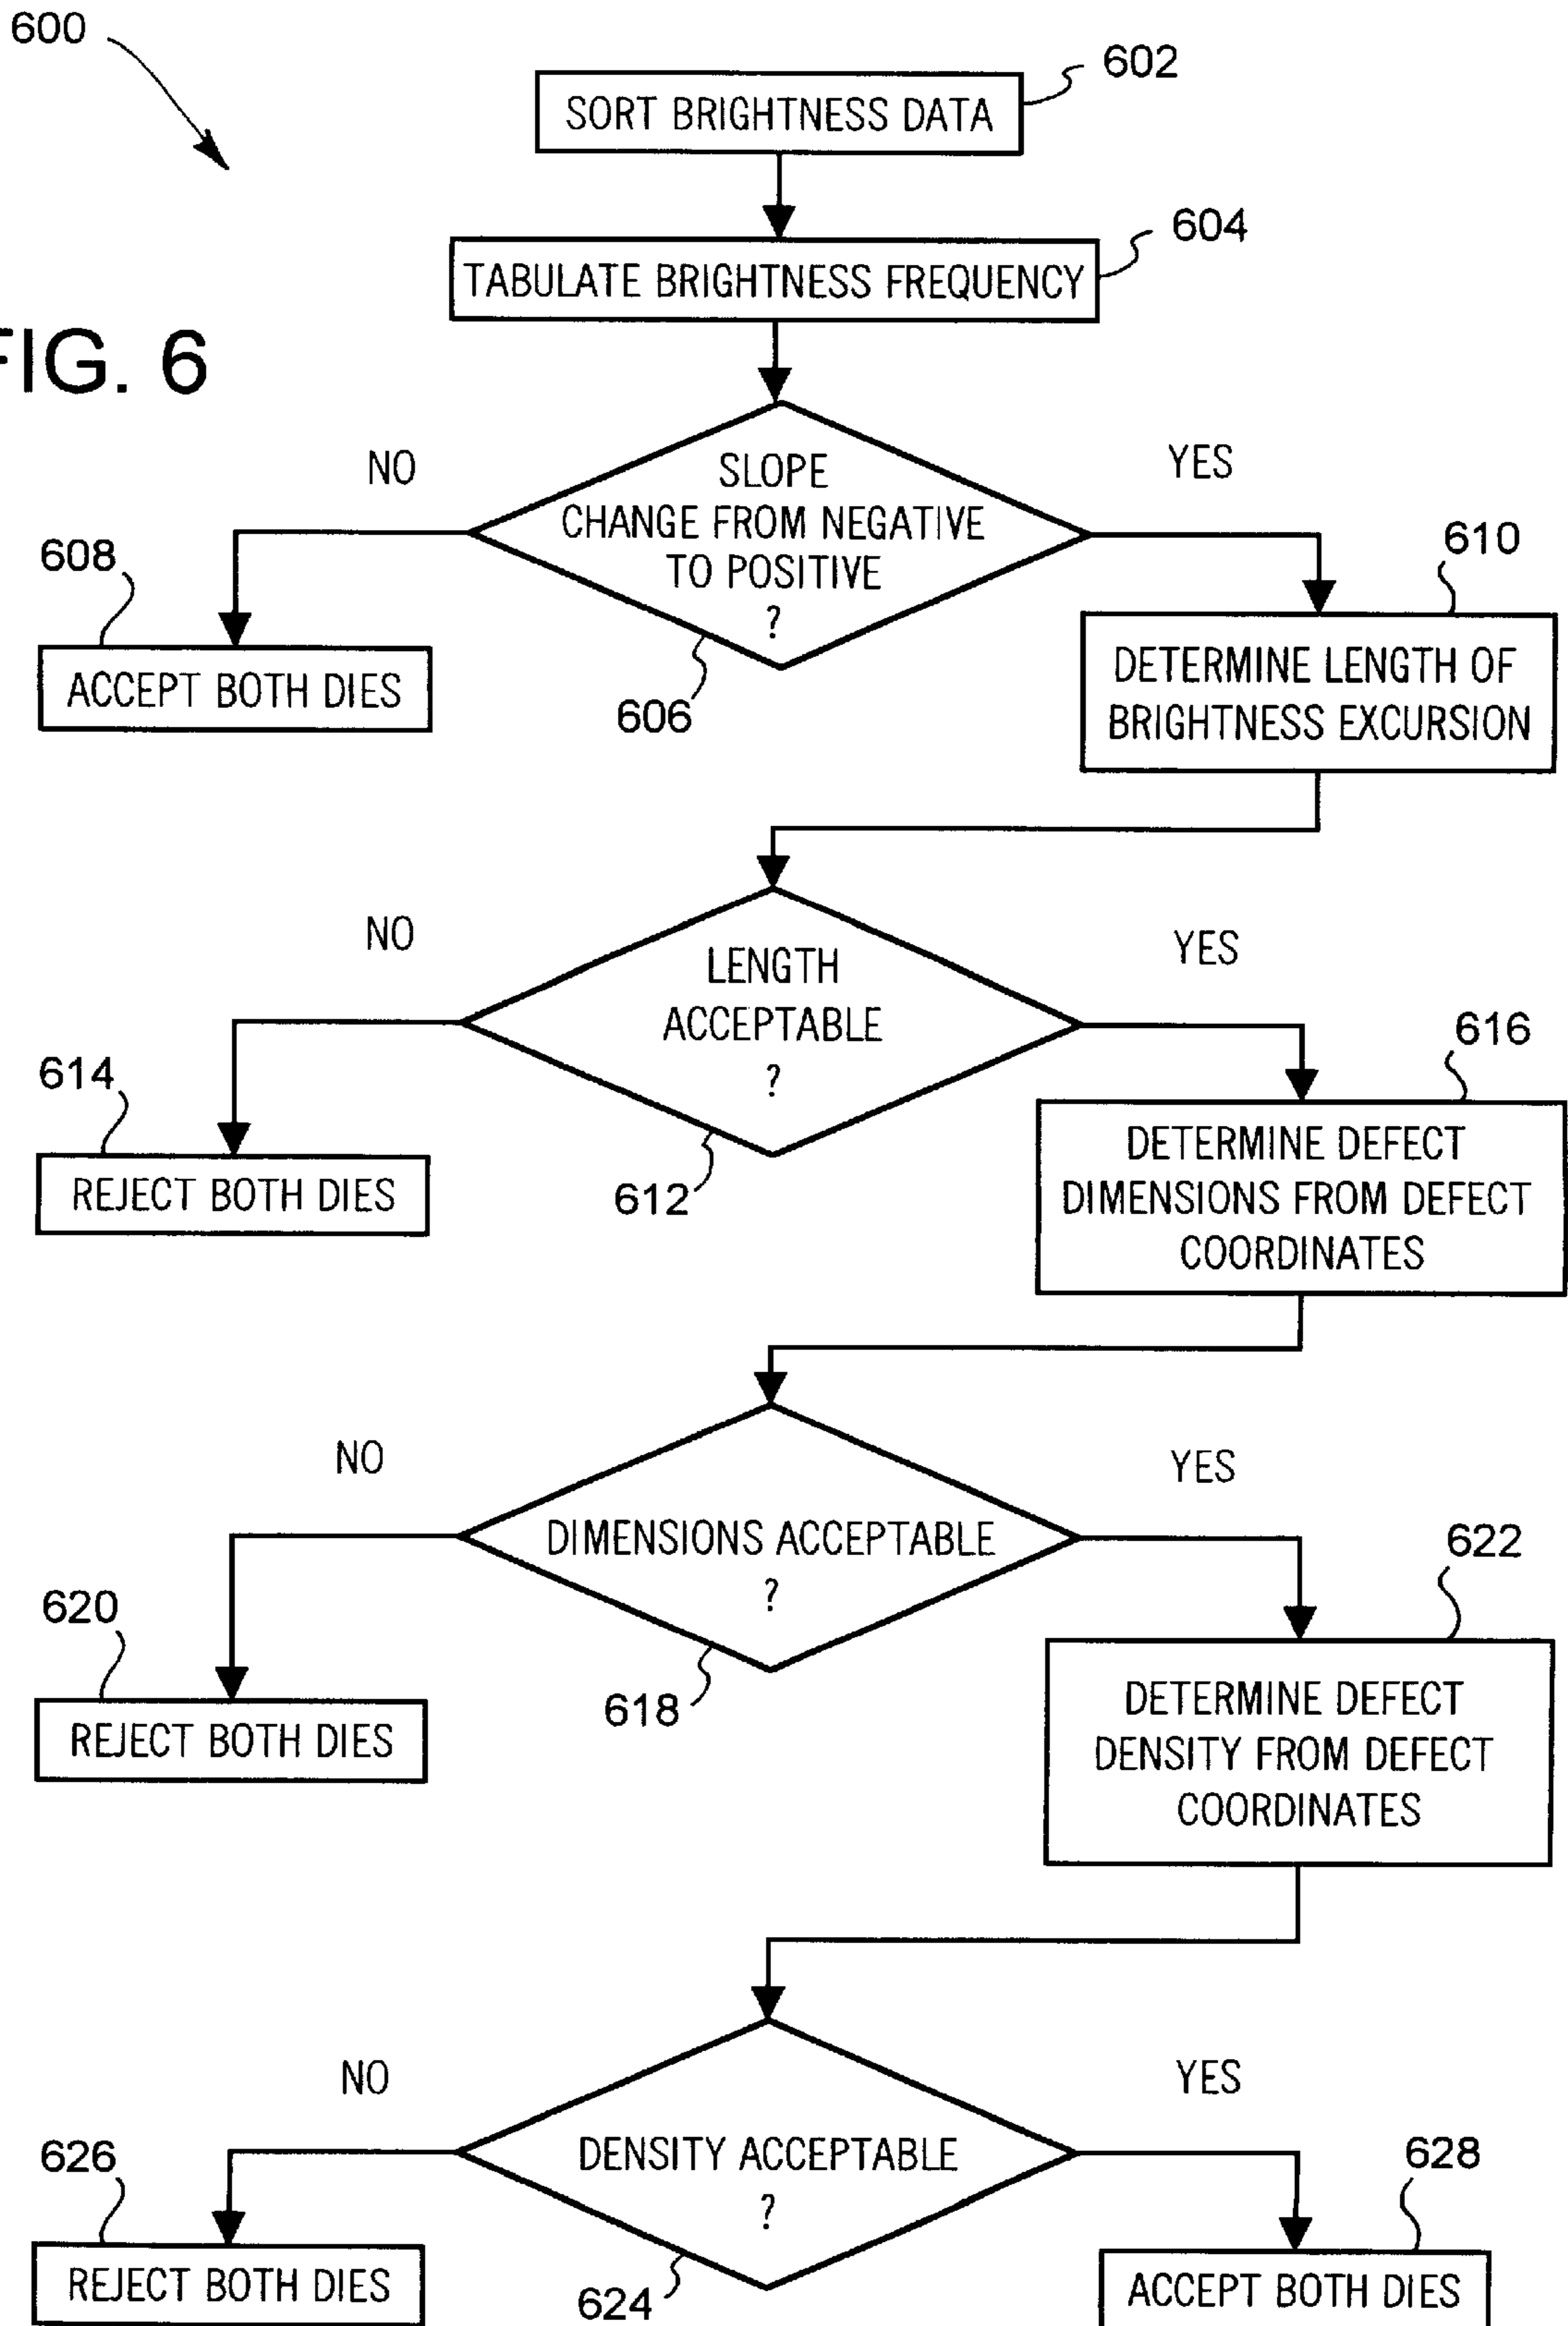 600
602
SORT BRIGHTNESS DATA
604
TABULATE BRIGHTNESS FREQUENCY
FIG. 6
NO
YES
SLOPE
CHANGE FROM NEGATIVE
TO POSITIVE
?
606
608
ACCEPT BOTH DIES
610
DETERMINE LENGTH OF
BRIGHTNESS EXCURSION
NO
YES
LENGTH
ACCEPTABLE
?
612
614
REJECT BOTH DIES
616
DETERMINE DEFECT
DIMENSIONS FROM DEFECT
COORDINATES
NO
YES
DIMENSIONS ACCEPTABLE
?
618
620
REJECT BOTH DIES
622
DETERMINE DEFECT
DENSITY FROM DEFECT
COORDINATES
NO
YES
DENSITY ACCEPTABLE
?
624
626
REJECT BOTH DIES
628
ACCEPT BOTH DIES